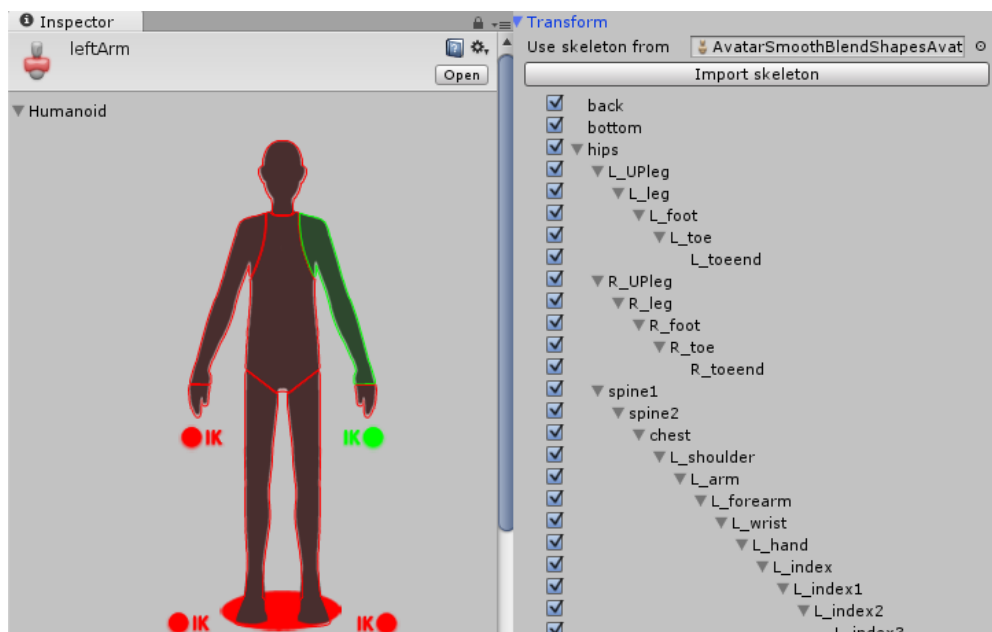 Inspector
leftArm
Open
Humanoid
IK
IK
IK
IK
Transform
Use skeleton from AvatarSmoothBlendShapesAvat
Import skeleton
back
bottom
hips
L_UPleg
L_leg
L_foot
L_toe
L_toeend
R_UPleg
R_leg
R_foot
R_toe
R_toeend
spine1
spine2
chest
L_shoulder
L_arm
L_forearm
L_wrist
L_hand
L_index
L_index1
L_index2
L_index3